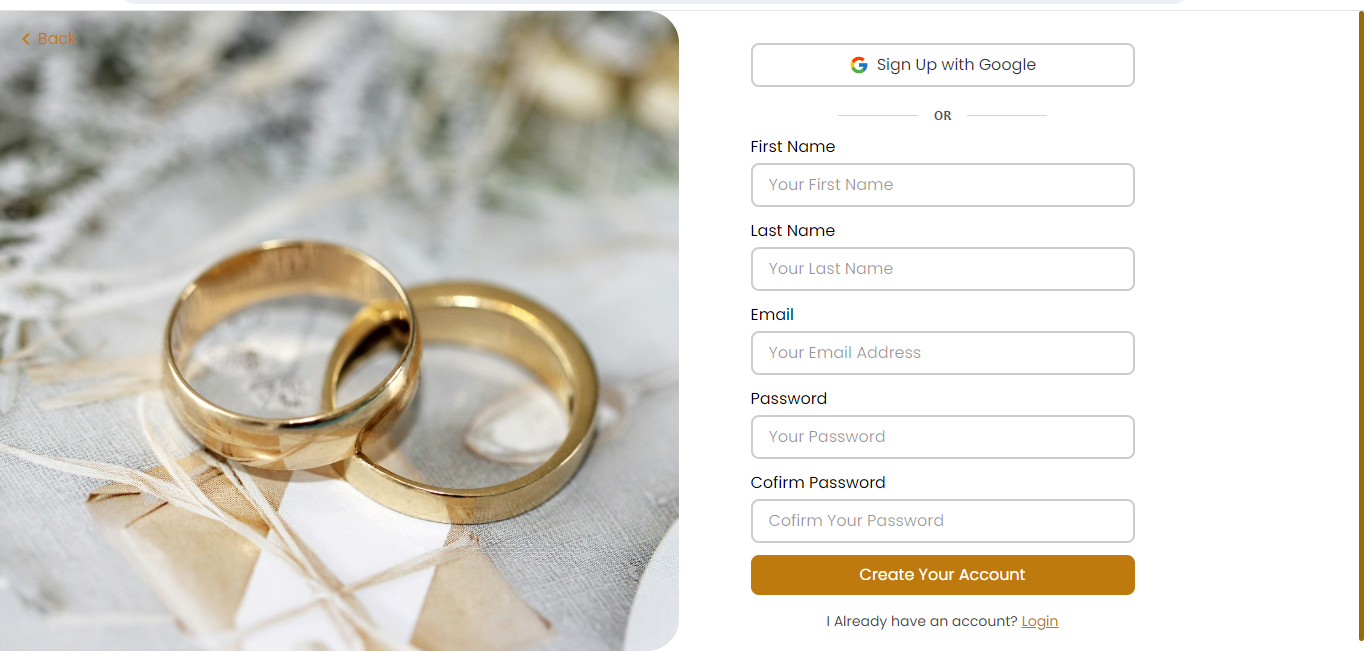 Back
Sign Up with Google
OR
First Name
Your First Name
Last Name
Your Last Name
Email
Your Email Address
Password
Your Password
Cofirm Password
Cofirm Your Password
Create Your Account
I Already have an account? Login